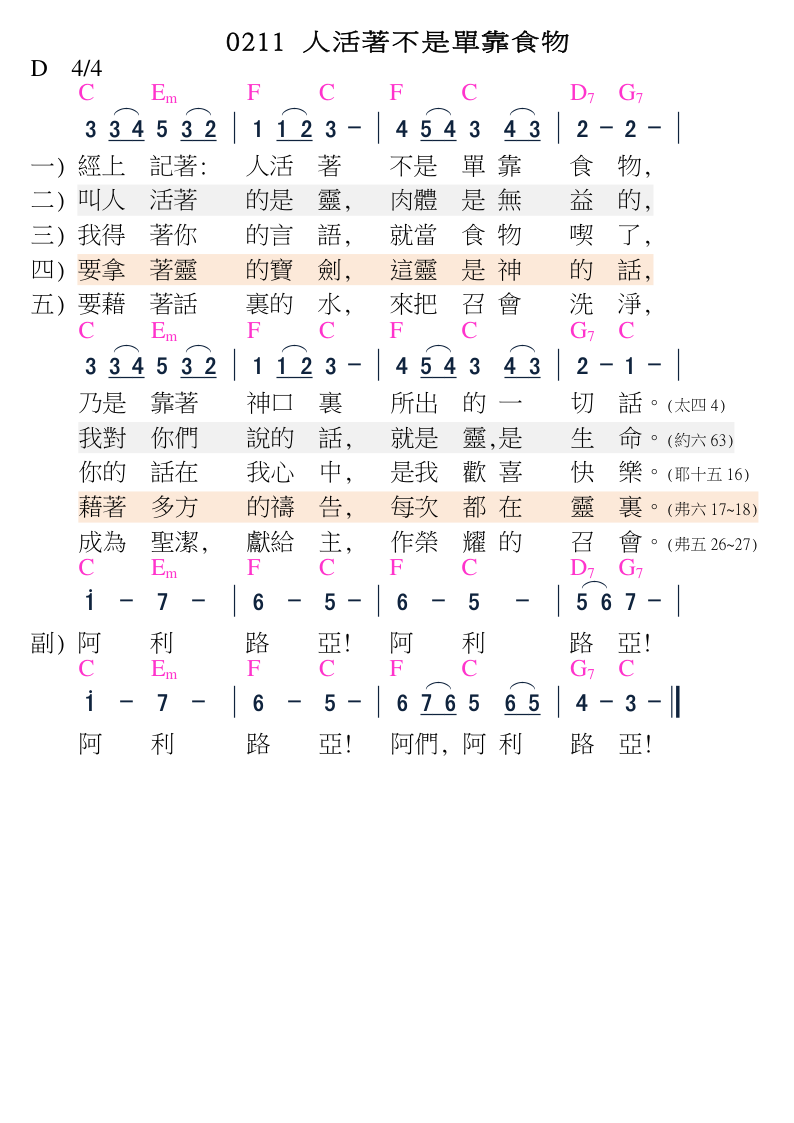 0211 人活著不是單靠食物
D 4/4
C Em F C F C D7 G7
3 3 4 5 3 2 | 1 1 2 3 - | 4 5 4 3 4 3 | 2 - 2 - |
一) 經上 記著： 人活 著 不是 單 靠 食 物，
二) 叫人 活著 的是 靈， 肉體 是 無 益 的，
三) 我得 著你 的言 語， 就當 食 物 喫 了，
四) 要拿 著靈 的寶 劍， 這靈 是 神 的 話，
五) 要藉 著話 裏的 水， 來把 召 會 洗 淨，
C Em F C F C G7 C
3 3 4 5 3 2 | 1 1 2 3 - | 4 5 4 3 4 3 | 2 - 1 - |
乃是 靠著 神口 裏 所出 的 一 切 話。(太四 4)
我對 你們 說的 話， 就是 靈,是 生 命。(約六 63)
你的 話在 我心 中， 是我 歡 喜 快 樂。(耶十五 16)
藉著 多方 的禱 告， 每次 都 在 靈 裏。(弗六 17~18)
成為 聖潔， 獻給 主， 作榮 耀 的 召 會。(弗五 26~27)
C Em F C F C D7 G7
i - 7 - | 6 - 5 - | 6 - 5 - | 5 6 7 - |
副) 阿 利 路 亞！ 阿 利 路 亞！
C Em F C F C G7 C
i - 7 - | 6 - 5 - | 6 7 6 5 6 5 | 4 - 3 - ‖
阿 利 路 亞！ 阿們，阿 利 路 亞！